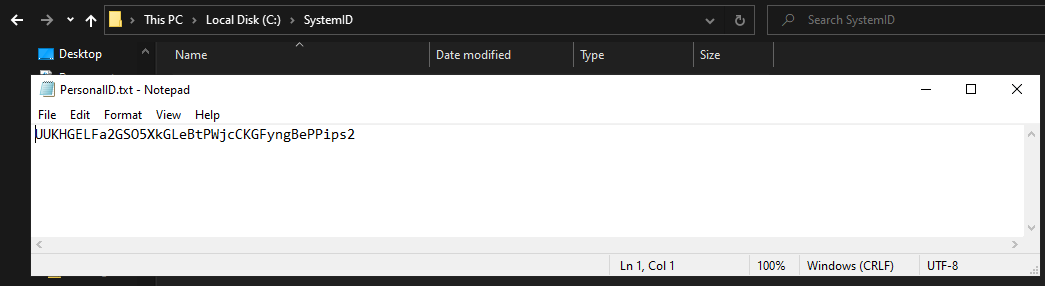 This PC > Local Disk (C:) > SystemID
Search SystemID
Desktop
Name
Date modified
Type
Size
PersonalID.txt - Notepad
File Edit Format View Help
UUKHGELFa2GSO5XkGLeBtPWjcCKGFyngBePPips2
Ln 1, Col 1
100%
Windows (CRLF)
UTF-8